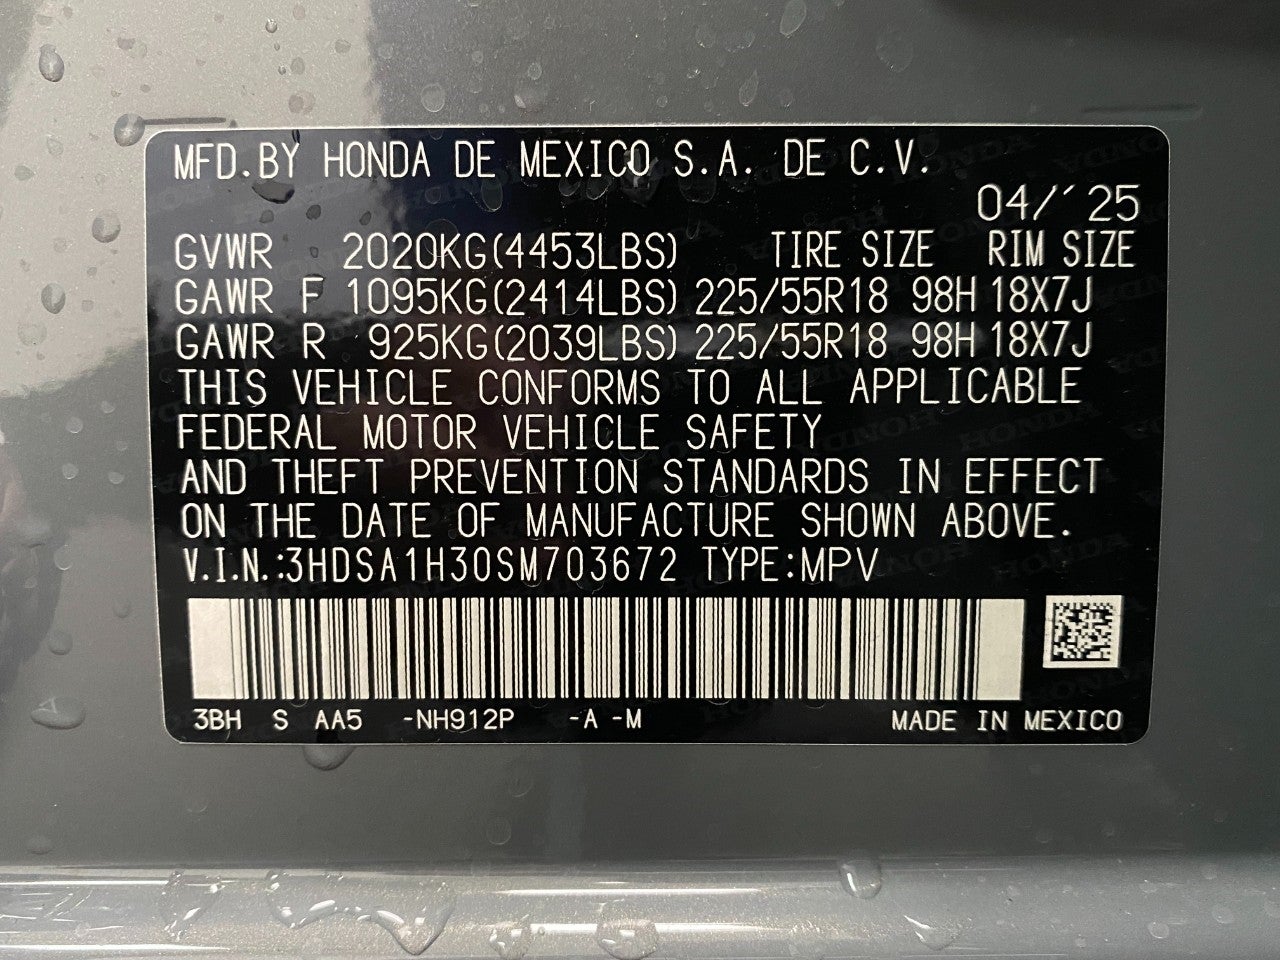 MFD.BY HONDA DE MEXICO S.A. DE C.V.
04/'25
GVWR 2020KG(4453LBS) TIRE SIZE RIM SIZE
GAWR F 1095KG(2414LBS) 225/55R18 98H 18X7J
GAWR R 925KG(2039LBS) 225/55R18 98H 18X7J
THIS VEHICLE CONFORMS TO ALL APPLICABLE
FEDERAL MOTOR VEHICLE SAFETY
AND THEFT PREVENTION STANDARDS IN EFFECT
ON THE DATE OF MANUFACTURE SHOWN ABOVE.
V.I.N.:3HDSA1H30SM703672 TYPE:MPV
3BH S AA5 -NH912P -A -M MADE IN MEXICO